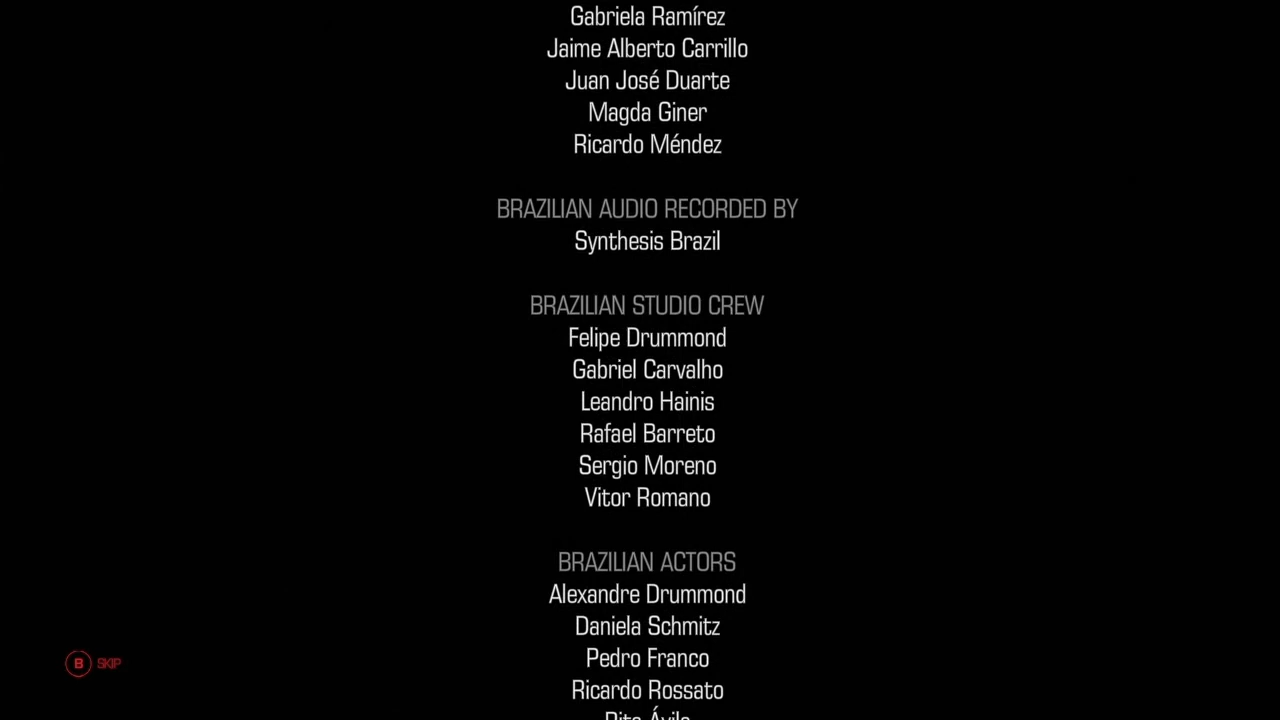 Gabriela Ramírez
Jaime Alberto Carrillo
Juan José Duarte
Magda Giner
Ricardo Méndez
BRAZILIAN AUDIO RECORDED BY
Synthesis Brazil
BRAZILIAN STUDIO CREW
Felipe Drummond
Gabriel Carvalho
Leandro Hainis
Rafael Barreto
Sergio Moreno
Vitor Romano
BRAZILIAN ACTORS
Alexandre Drummond
Daniela Schmitz
Pedro Franco
B SKIP
Ricardo Rossato
Ávila